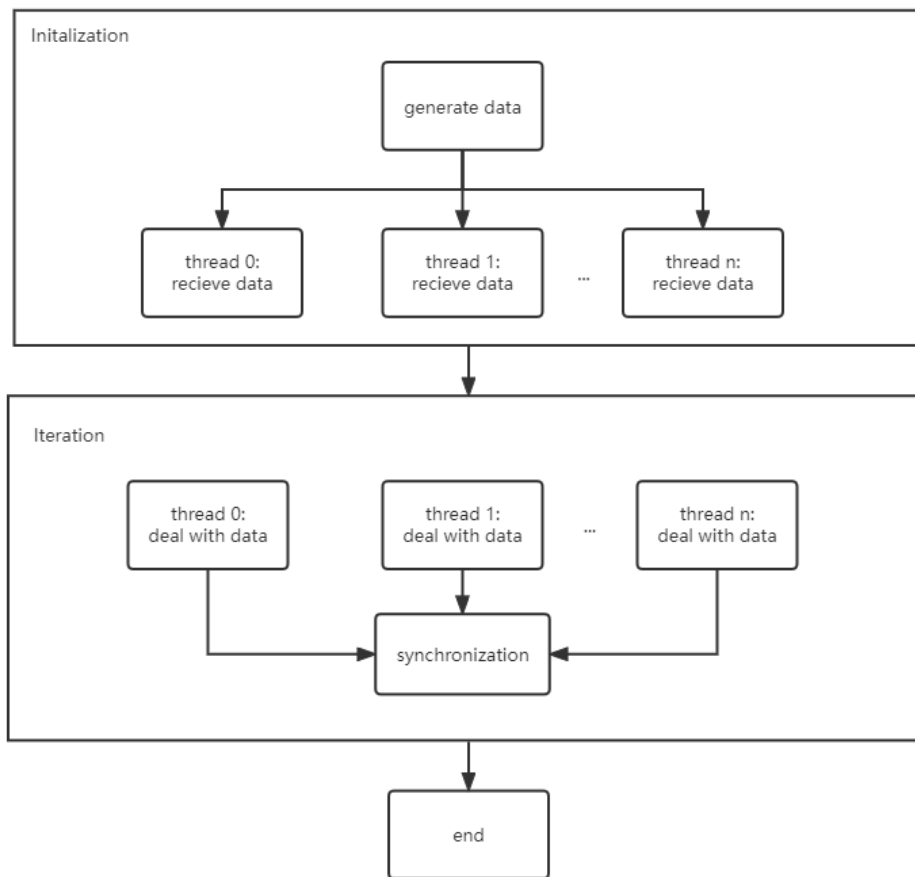 Initalization
generate data
thread 0:
recieve data
thread 1:
recieve data
...
thread n:
recieve data
Iteration
thread 0:
deal with data
thread 1:
deal with data
...
thread n:
deal with data
synchronization
end